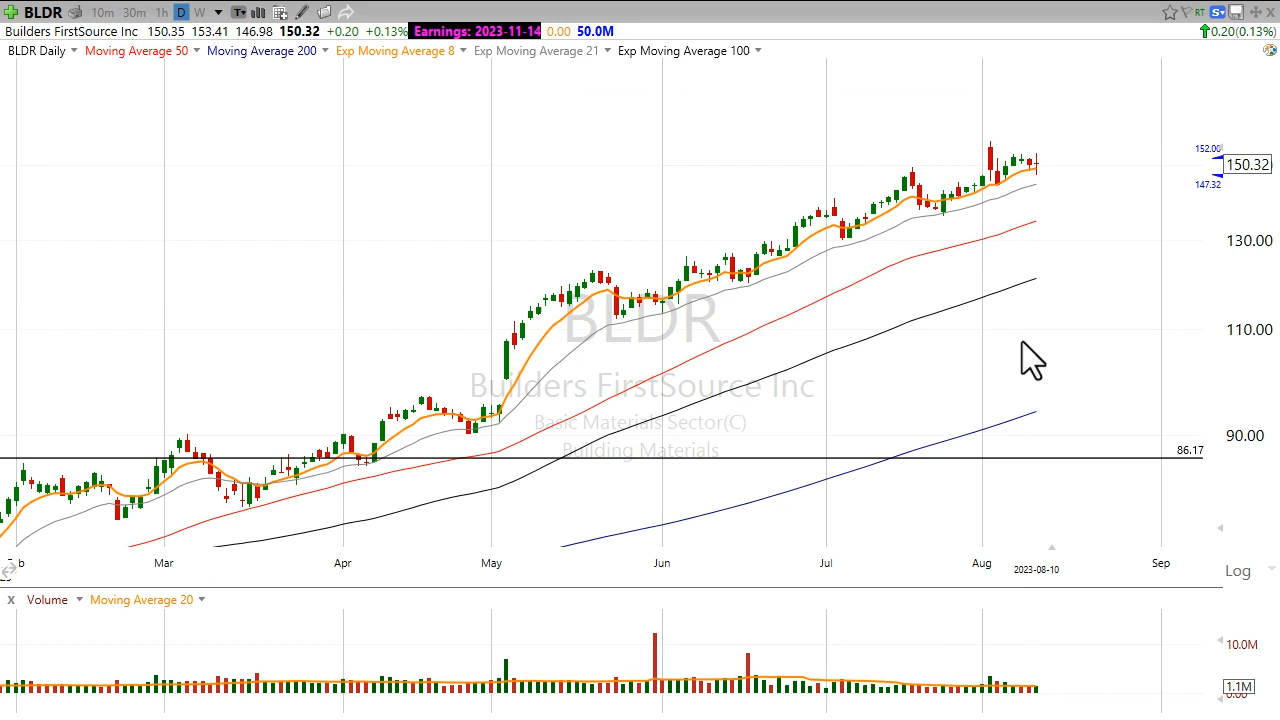 BLDR 10m 30m 1h D W T RT S
Builders FirstSource Inc 150.35 153.41 146.98 150.32 +0.20 +0.13% Earnings: 2023-11-14 0.00 50.0M 0.20(0.13%)
BLDR Daily Moving Average 50 Moving Average 200 Exp Moving Average 8 Exp Moving Average 21 Exp Moving Average 100
152.00
150.32
147.32
130.00
BLDR
110.00
Builders FirstSource Inc
Basic Materials Sector(C)
90.00
Building Materials
86.17
b Mar Apr May Jun Jul Aug Sep
2023-08-10
Log
X Volume Moving Average 20
10.0M
1.1M
0.00